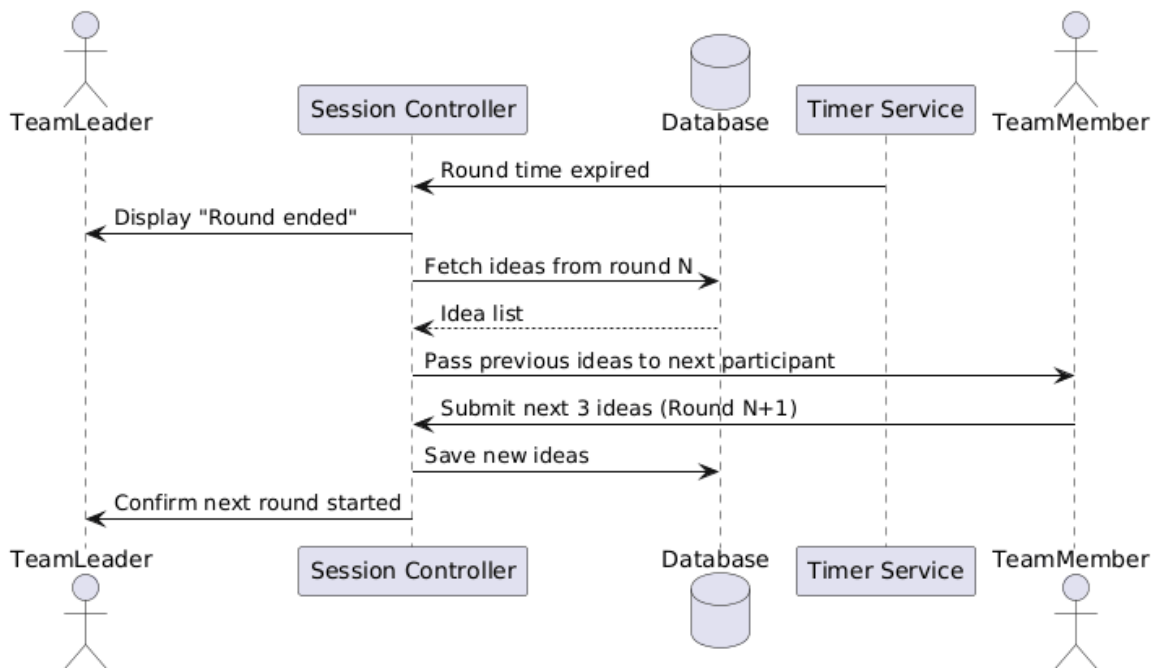 TeamLeader
Session Controller
Database
Timer Service
TeamMember
Round time expired
Display "Round ended"
Fetch ideas from round N
Idea list
Pass previous ideas to next participant
Submit next 3 ideas (Round N+1)
Save new ideas
Confirm next round started
TeamLeader
Session Controller
Database
Timer Service
TeamMember